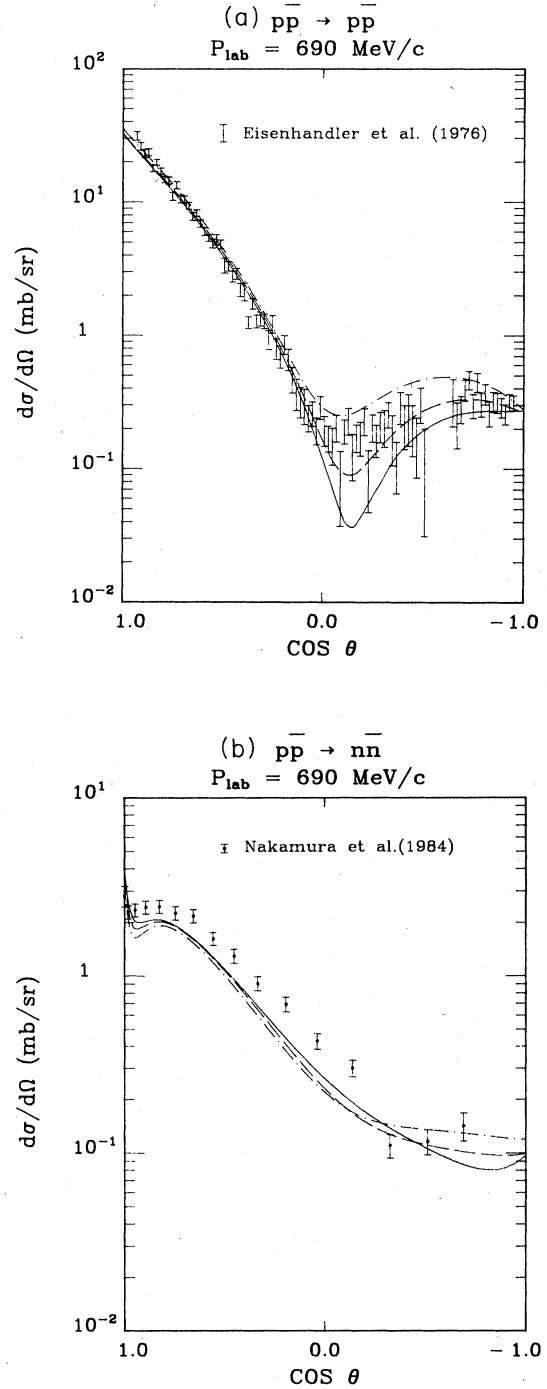 (a) pp̅ → pp̅
P_lab = 690 MeV/c
10²
10¹
1
10⁻¹
10⁻²
dσ/dΩ (mb/sr)
Eisenhandler et al. (1976)
1.0 0.0 −1.0
COS θ
(b) pp̅ → nn̅
P_lab = 690 MeV/c
10¹
1
10⁻¹
10⁻²
dσ/dΩ (mb/sr)
Nakamura et al.(1984)
1.0 0.0 −1.0
COS θ